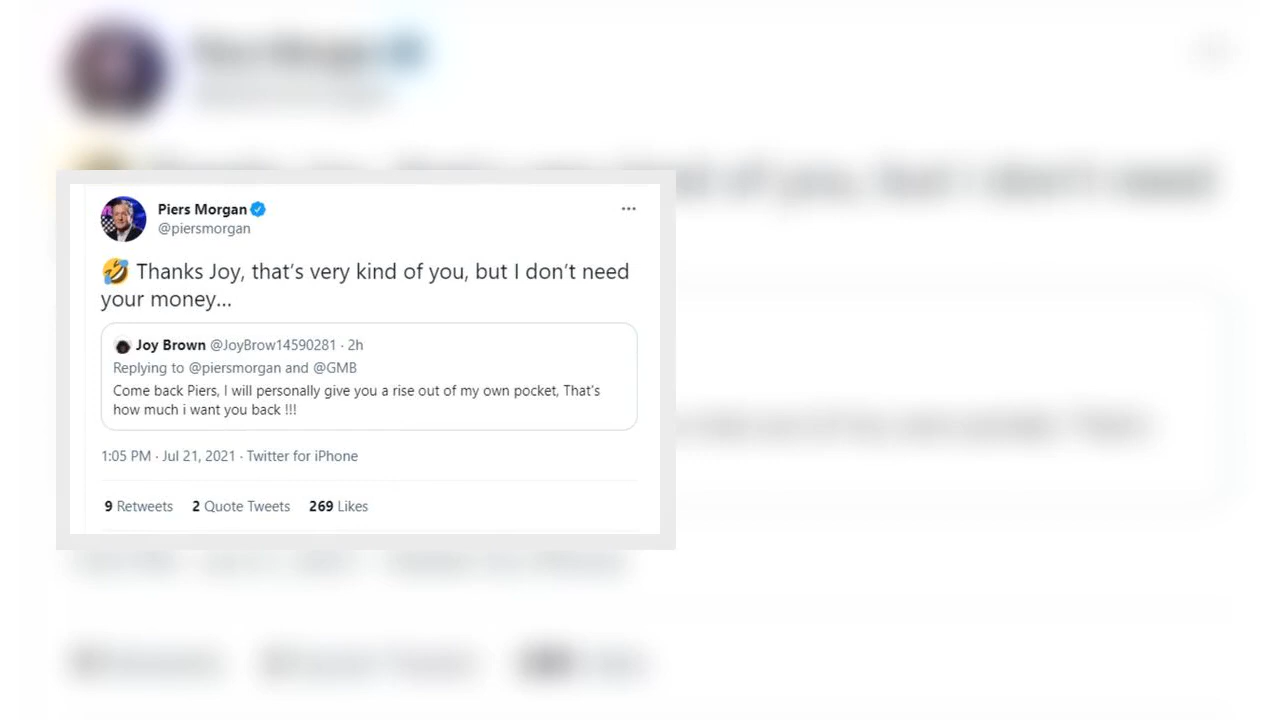 Piers Morgan
@piersmorgan
🤣 Thanks Joy, that's very kind of you, but I don't need
your money...
Joy Brown @JoyBrow14590281 · 2h
Replying to @piersmorgan and @GMB
Come back Piers, I will personally give you a rise out of my own pocket, That's
how much i want you back !!!
1:05 PM · Jul 21, 2021 · Twitter for iPhone
9 Retweets 2 Quote Tweets 269 Likes